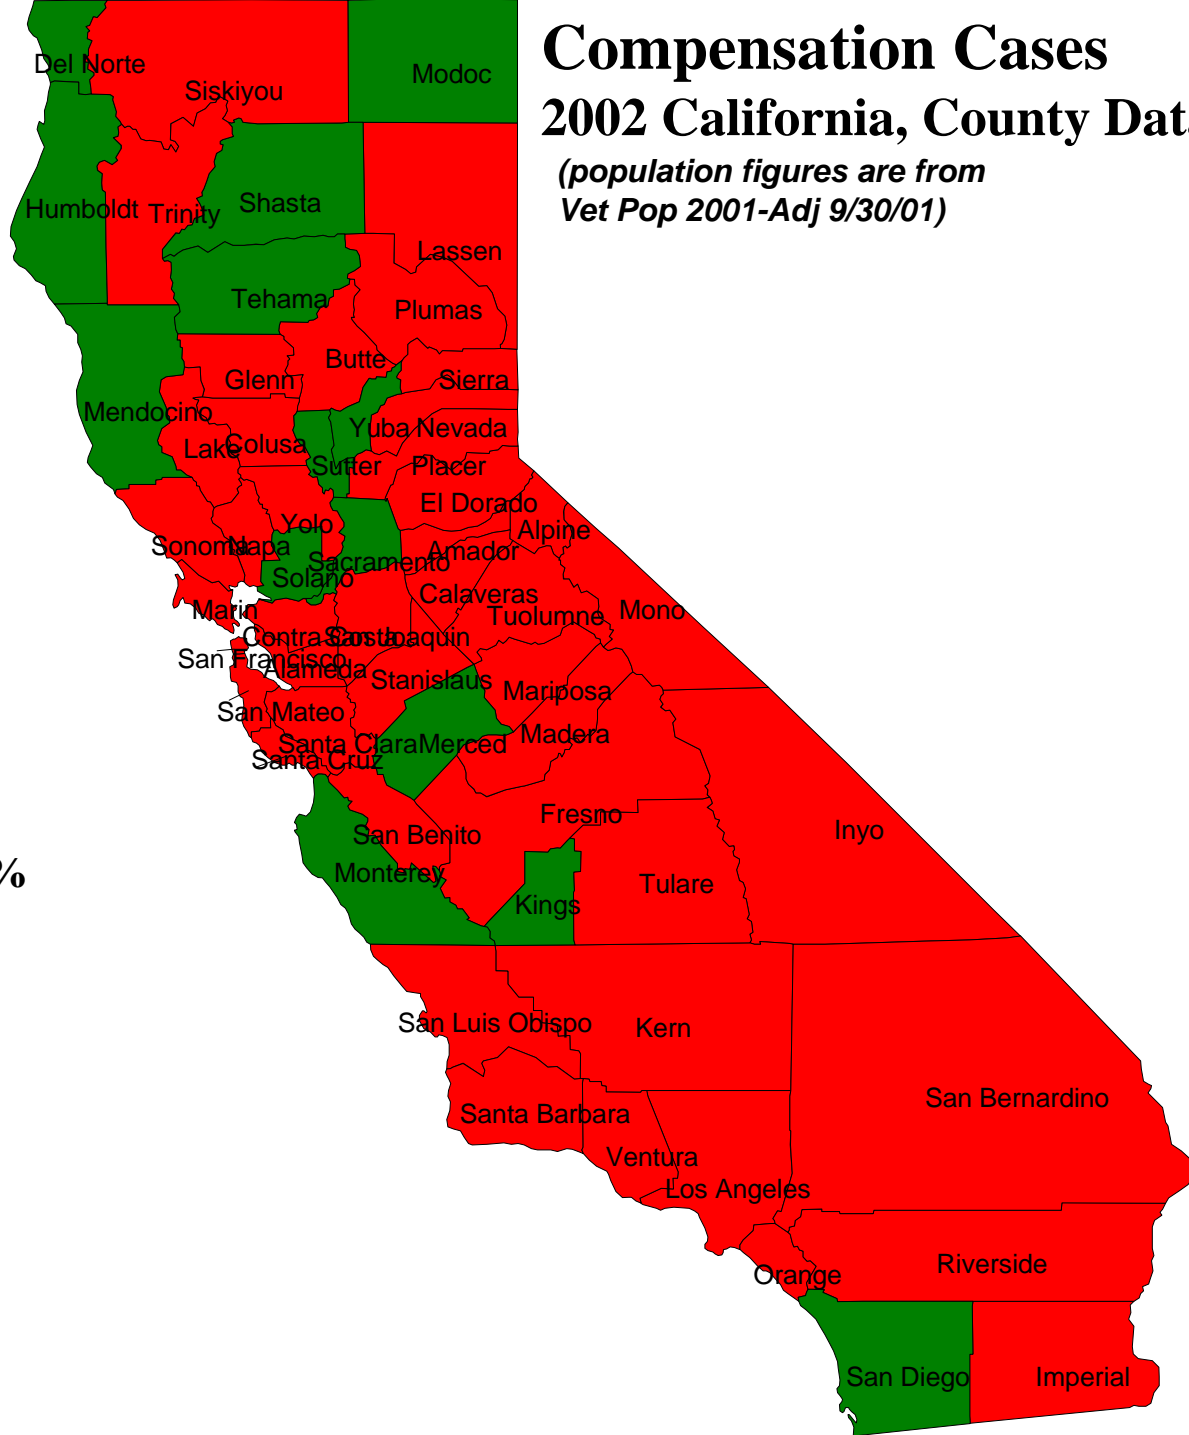 Compensation Cases
2002 California, County Dat
(population figures are from
Vet Pop 2001-Adj 9/30/01)
Del Norte
Siskiyou
Modoc
Humboldt
Trinity
Shasta
Lassen
Tehama
Plumas
Butte
Glenn
Sierra
Mendocino
Lake
Colusa
Yuba
Nevada
Sutter
Placer
El Dorado
Yolo
Alpine
Sonoma
Napa
Sacramento
Amador
Solano
Calaveras
Marin
Tuolumne
Mono
Contra Costa
San Joaquin
San Francisco
Alameda
Stanislaus
Mariposa
San Mateo
Santa Clara
Merced
Madera
Santa Cruz
Fresno
San Benito
Inyo
%
Monterey
Tulare
Kings
San Luis Obispo
Kern
San Bernardino
Santa Barbara
Ventura
Los Angeles
Orange
Riverside
San Diego
Imperial